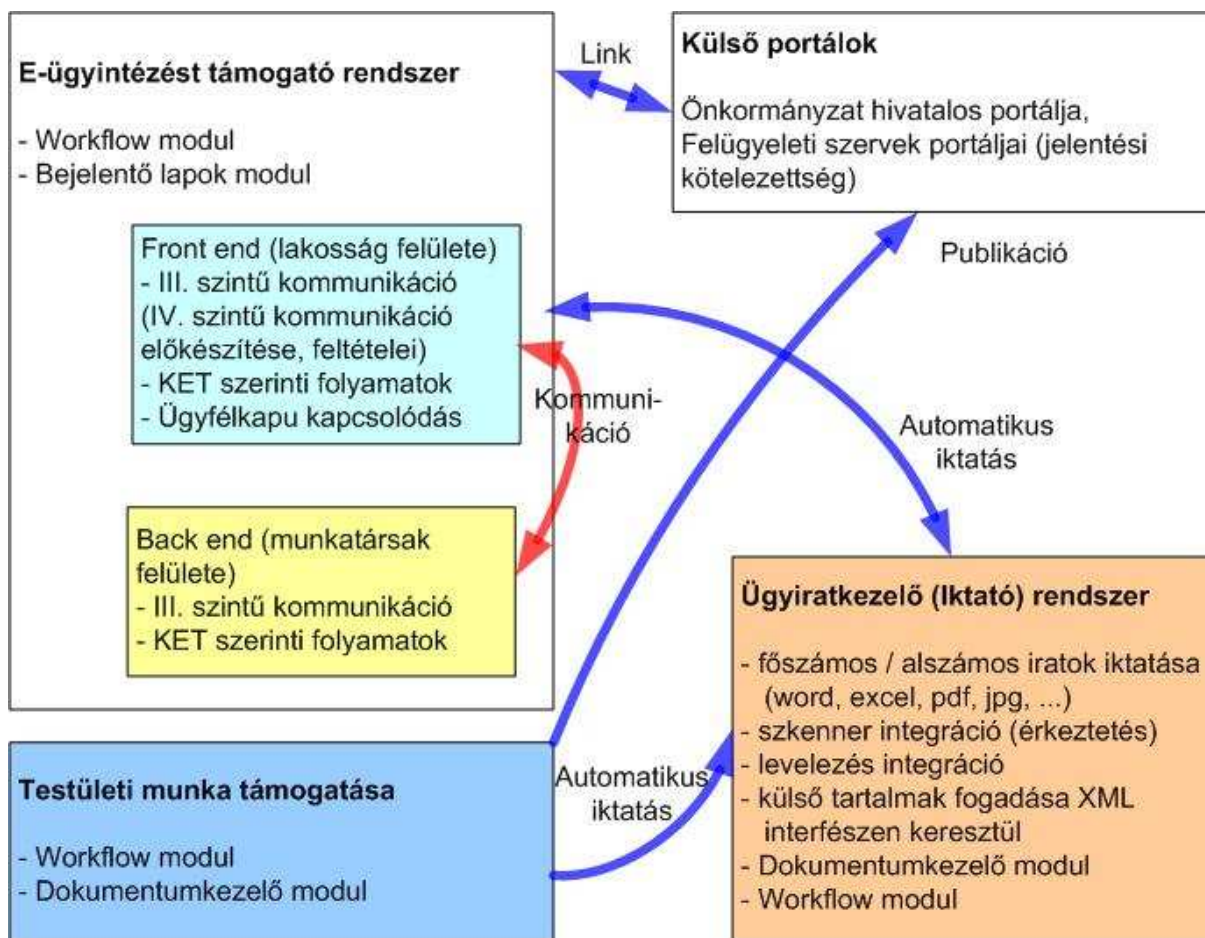 E-ügyintézést támogató rendszer
- Workflow modul
- Bejelentő lapok modul
Front end (lakosság felülete)
- III. szintű kommunikáció
(IV. szintű kommunikáció
előkészítése, feltételei)
- KET szerinti folyamatok
- Ügyfélkapu kapcsolódás
Kommuni-
káció
Back end (munkatársak
felülete)
- III. szintű kommunikáció
- KET szerinti folyamatok
Link
Külső portálok
Önkormányzat hivatalos portálja,
Felügyeleti szervek portáljai (jelentési
kötelezettség)
Publikáció
Automatikus
iktatás
Testületi munka támogatása
- Workflow modul
- Dokumentumkezelő modul
Automatikus
iktatás
Ügyiratkezelő (Iktató) rendszer
- főszámos / alszámos iratok iktatása
(word, excel, pdf, jpg, ...)
- szkenner integráció (érkeztetés)
- levelezés integráció
- külső tartalmak fogadása XML
interfészen keresztül
- Dokumentumkezelő modul
- Workflow modul